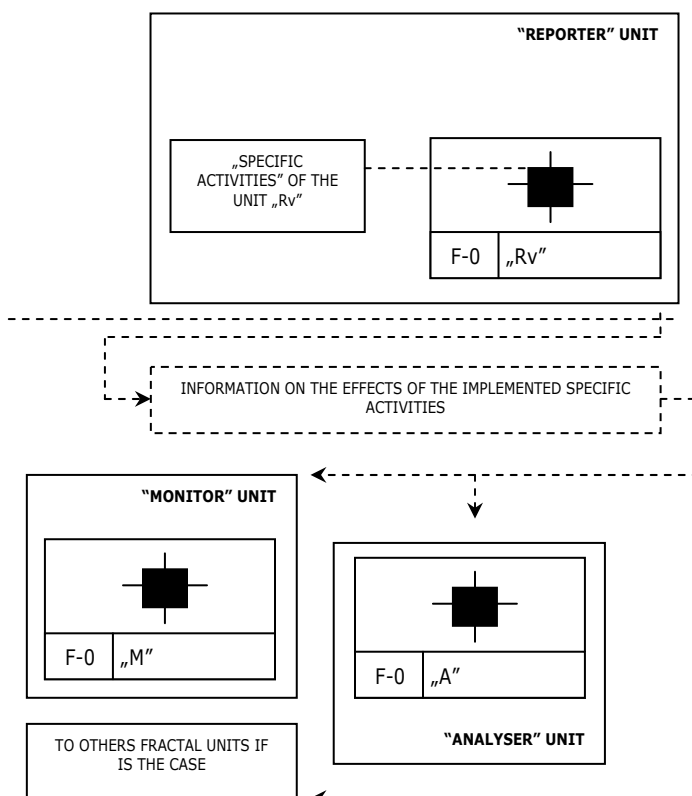 “REPORTER” UNIT
„SPECIFIC
ACTIVITIES” OF THE
UNIT „Rv”
F-0 „Rv”
INFORMATION ON THE EFFECTS OF THE IMPLEMENTED SPECIFIC
ACTIVITIES
“MONITOR” UNIT
F-0 „M”
F-0 „A”
“ANALYSER” UNIT
TO OTHERS FRACTAL UNITS IF
IS THE CASE